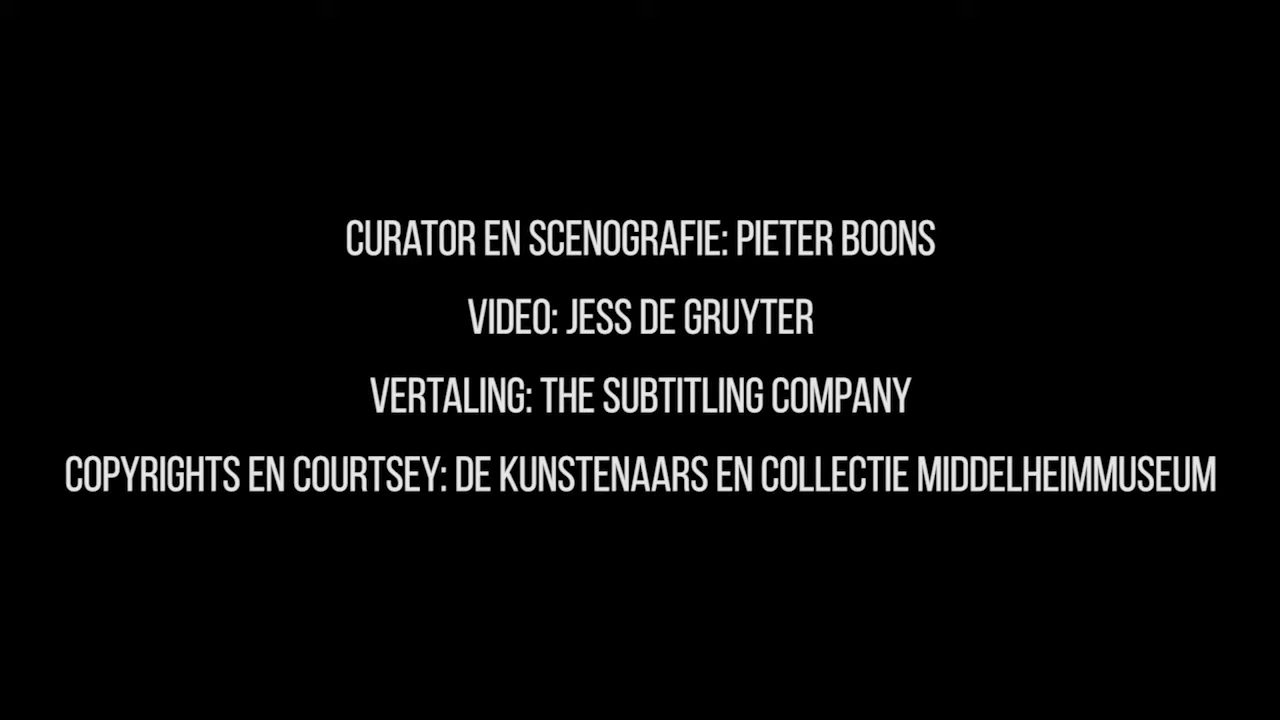 CURATOR EN SCENOGRAFIE: PIETER BOONS
VIDEO: JESS DE GRUYTER
VERTALING: THE SUBTITLING COMPANY
COPYRIGHTS EN COURTSEY: DE KUNSTENAARS EN COLLECTIE MIDDELHEIMMUSEUM